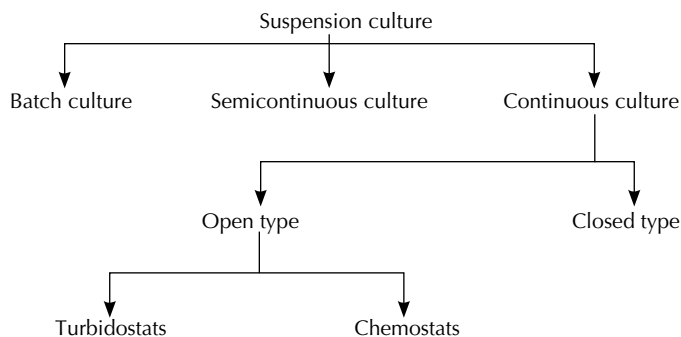 Suspension culture
Batch culture
Semicontinuous culture
Continuous culture
Open type
Closed type
Turbidostats
Chemostats